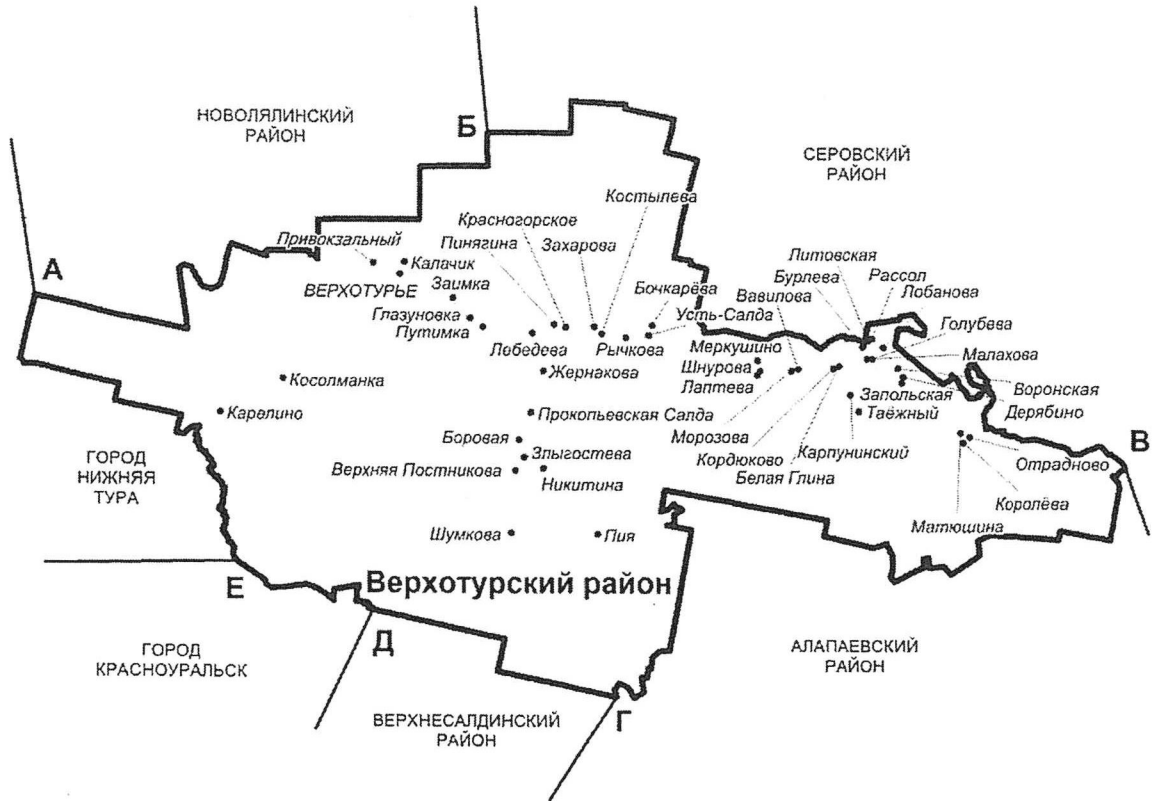 НОВОЛЯЛИНСКИЙ
РАЙОН
Б
СЕРОВСКИЙ
РАЙОН
Костылева
Красногорское
Пинягина
Захарова
Привокзальный
Калачик
ВЕРХОТУРЬЕ
Заимка
Глазуновка
Путимка
Лебедева
Рычкова
Бочкарёва
Усть-Салда
Жернакова
А
Литовская
Бурлева
Рассол
Вавилова
Лобанова
Голубева
Меркушино
Шнурова
Лаптева
Малахова
Воронская
Дерябино
Запольская
Таёжный
Косолманка
Карелино
Прокопьевская Салда
Морозова
Кордюково
Белая Глина
Карпунинский
В
Боровая
Злыгостева
Верхняя Постникова
Никитина
Отрадново
Королёва
Матюшина
ГОРОД
НИЖНЯЯ
ТУРА
Шумкова
Пия
Е
Верхотурский район
Д
ГОРОД
КРАСНОУРАЛЬСК
АЛАПАЕВСКИЙ
РАЙОН
ВЕРХНЕСАЛДИНСКИЙ
РАЙОН
Г